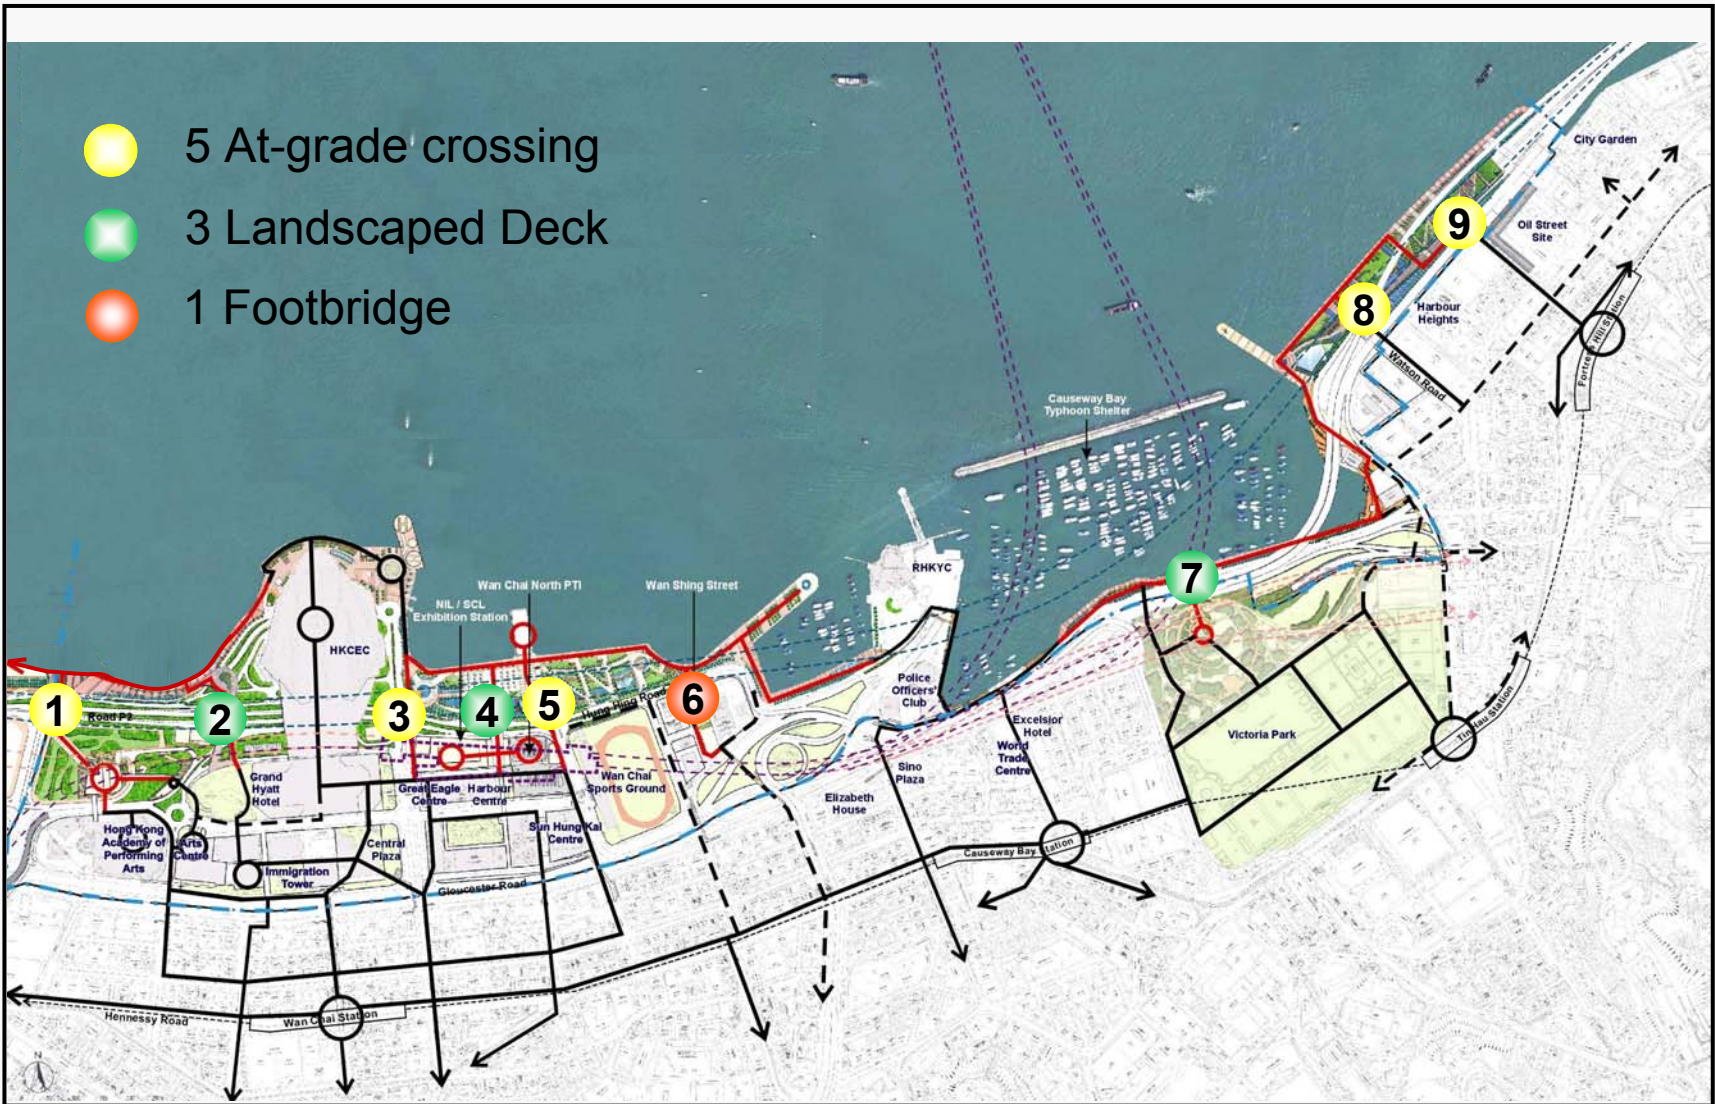 5 At-grade crossing
3 Landscaped Deck
1 Footbridge
City Garden
9
Oil Street
Site
8
Harbour
Heights
Fortress Hill Station
Watson Road
Causeway Bay
Typhoon Shelter
RHKYC
7
Wan Chai North PTI
Wan Shing Street
NIL / SCL
Exhibition Station
HKCEC
1
Road P2
2
3
4
5
Hung Hing Road
6
Police
Officers'
Club
Excelsior
Hotel
World
Trade
Centre
Victoria Park
Tin Hau Station
Sino
Plaza
Elizabeth
House
Wan Chai
Sports Ground
Grand
Hyatt
Hotel
Great Eagle
Centre
Harbour
Centre
Sun Hung Kai
Centre
Hong Kong
Academy of
Performing
Arts
Arts
Centre
Central
Plaza
Immigration
Tower
Gloucester Road
Causeway Bay Station
Hennessy Road
Wan Chai Station
N